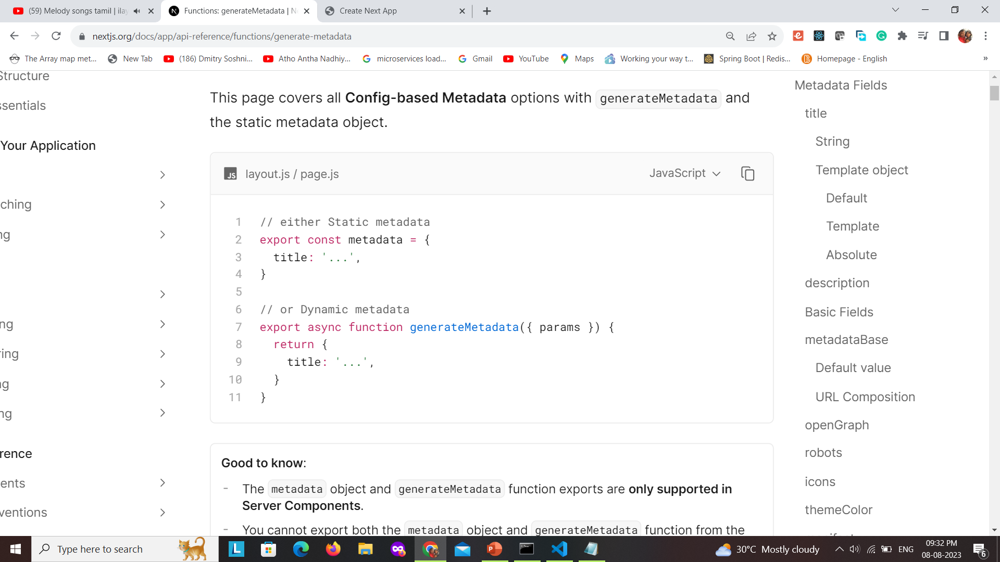 (59) Melody songs tamil | ilay
Functions: generateMetadata | N
Create Next App
nextjs.org/docs/app/api-reference/functions/generate-metadata
The Array map met...
New Tab
(186) Dmitry Soshni...
Atho Antha Nadhiy...
microservices load...
Gmail
YouTube
Maps
Working your way t...
Spring Boot | Redis...
Homepage - English
»
Structure
ssentials
Your Application
ching
ng
ng
ring
ng
ng
rence
ents
ventions
This page covers all Config-based Metadata options with generateMetadata and
the static metadata object.
JS layout.js / page.js
JavaScript
1 // either Static metadata
2 export const metadata = {
3 title: '...',
4 }
5
6 // or Dynamic metadata
7 export async function generateMetadata({ params }) {
8 return {
9 title: '...',
10 }
11 }
Good to know:
- The metadata object and generateMetadata function exports are only supported in
Server Components.
- You cannot export both the metadata object and generateMetadata function from the
Metadata Fields
title
String
Template object
Default
Template
Absolute
description
Basic Fields
metadataBase
Default value
URL Composition
openGraph
robots
icons
themeColor
Type here to search
30°C Mostly cloudy
ENG
09:32 PM
08-08-2023
6